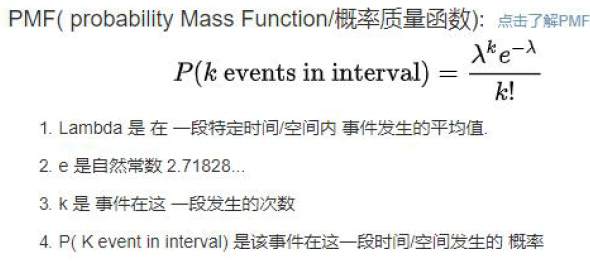 PMF( probability Mass Function/概率质量函数): 点击了解PMF
P(k events in interval) = λ^k e^{-λ} / k!
1. Lambda 是 在 一段特定时间/空间内 事件发生的平均值.
2. e 是自然常数 2.71828...
3. k 是 事件在这 一段发生的次数
4. P( K event in interval) 是该事件在这一段时间/空间发生的 概率